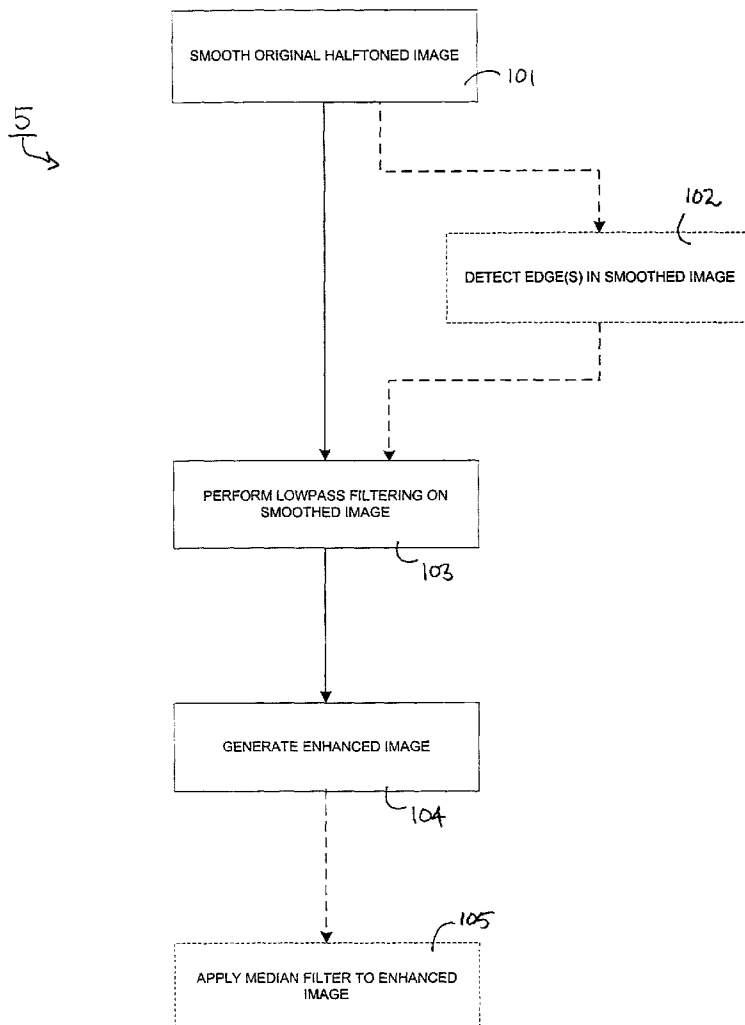 SMOOTH ORIGINAL HALFTONED IMAGE
101
5
102
DETECT EDGE(S) IN SMOOTHED IMAGE
PERFORM LOWPASS FILTERING ON
SMOOTHED IMAGE
103
GENERATE ENHANCED IMAGE
104
105
APPLY MEDIAN FILTER TO ENHANCED
IMAGE